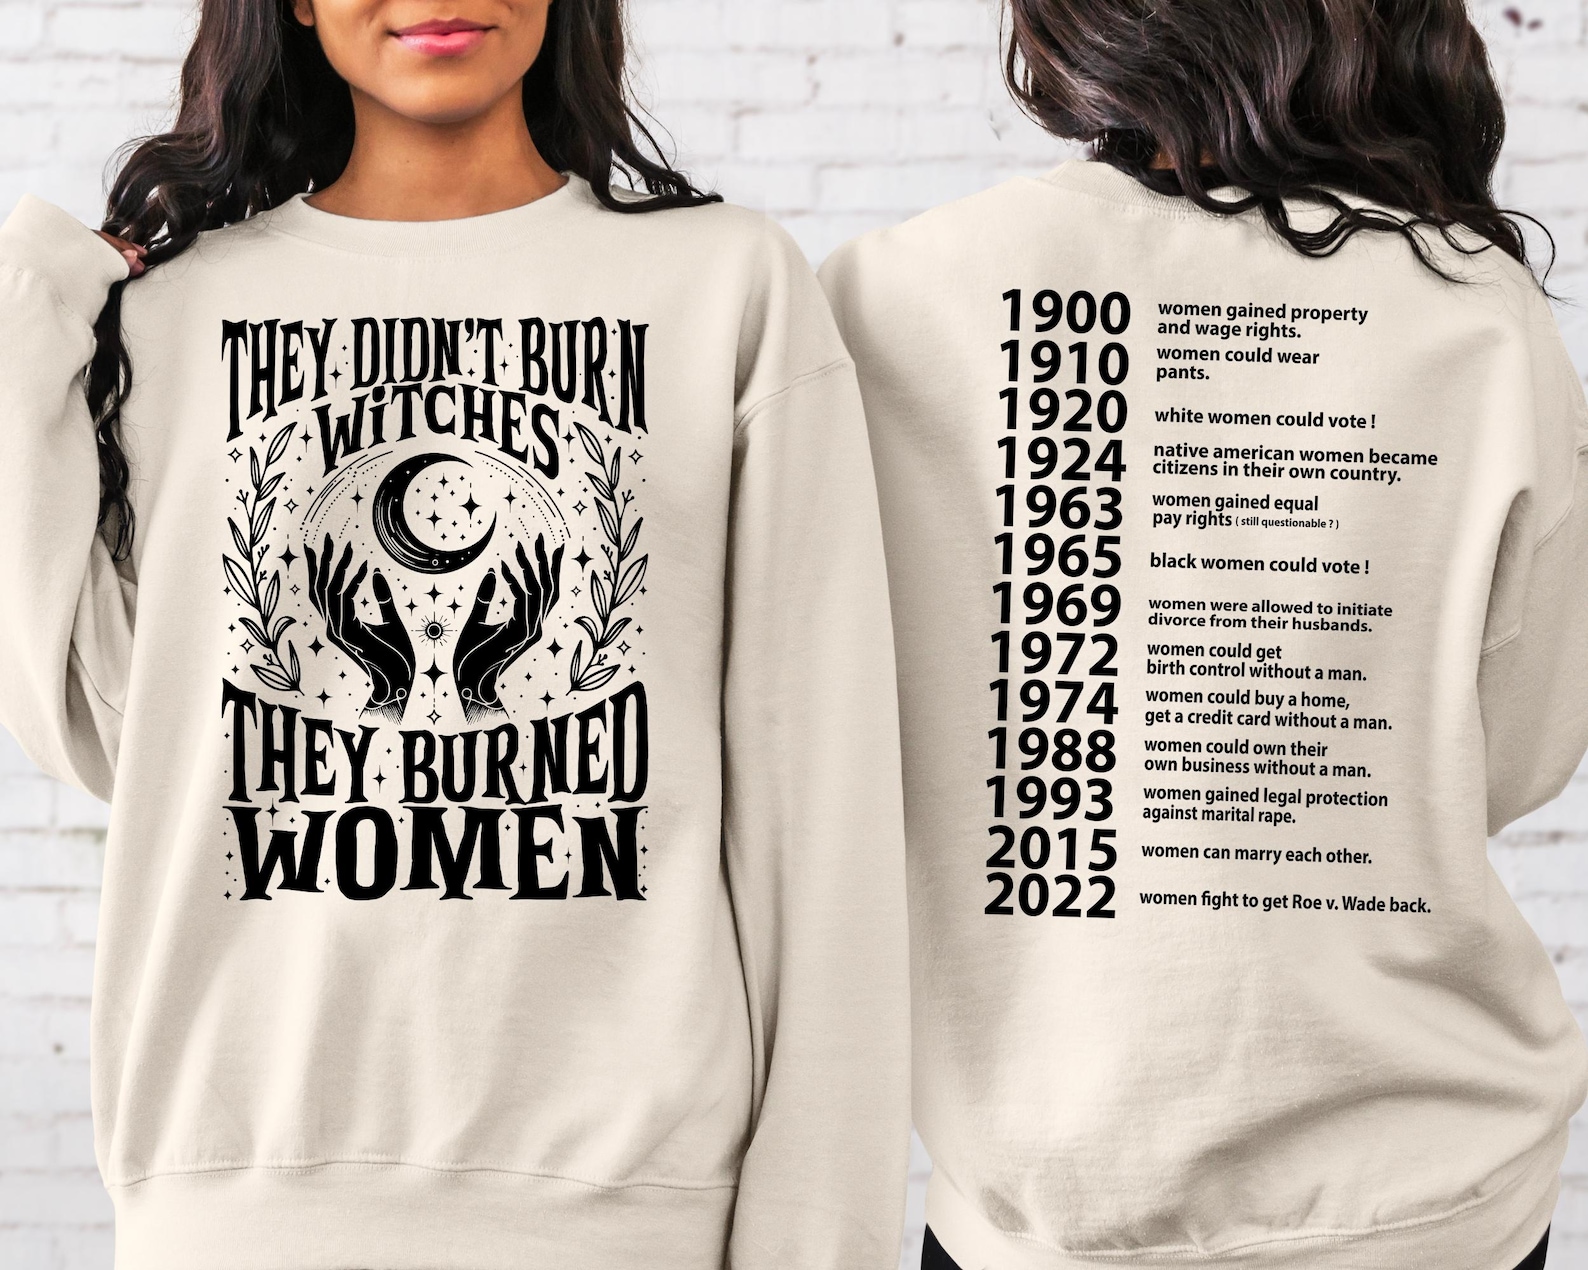 THEY DIDN'T BURN
WiTCHES
THEY BURNED
WOMEN
1900 women gained property
and wage rights.
1910 women could wear
pants.
1920 white women could vote !
1924 native american women became
citizens in their own country.
1963 women gained equal
pay rights ( still questionable ? )
1965 black women could vote !
1969 women were allowed to initiate
divorce from their husbands.
1972 women could get
birth control without a man.
1974 women could buy a home,
get a credit card without a man.
1988 women could own their
own business without a man.
1993 women gained legal protection
against marital rape.
2015 women can marry each other.
2022 women fight to get Roe v. Wade back.